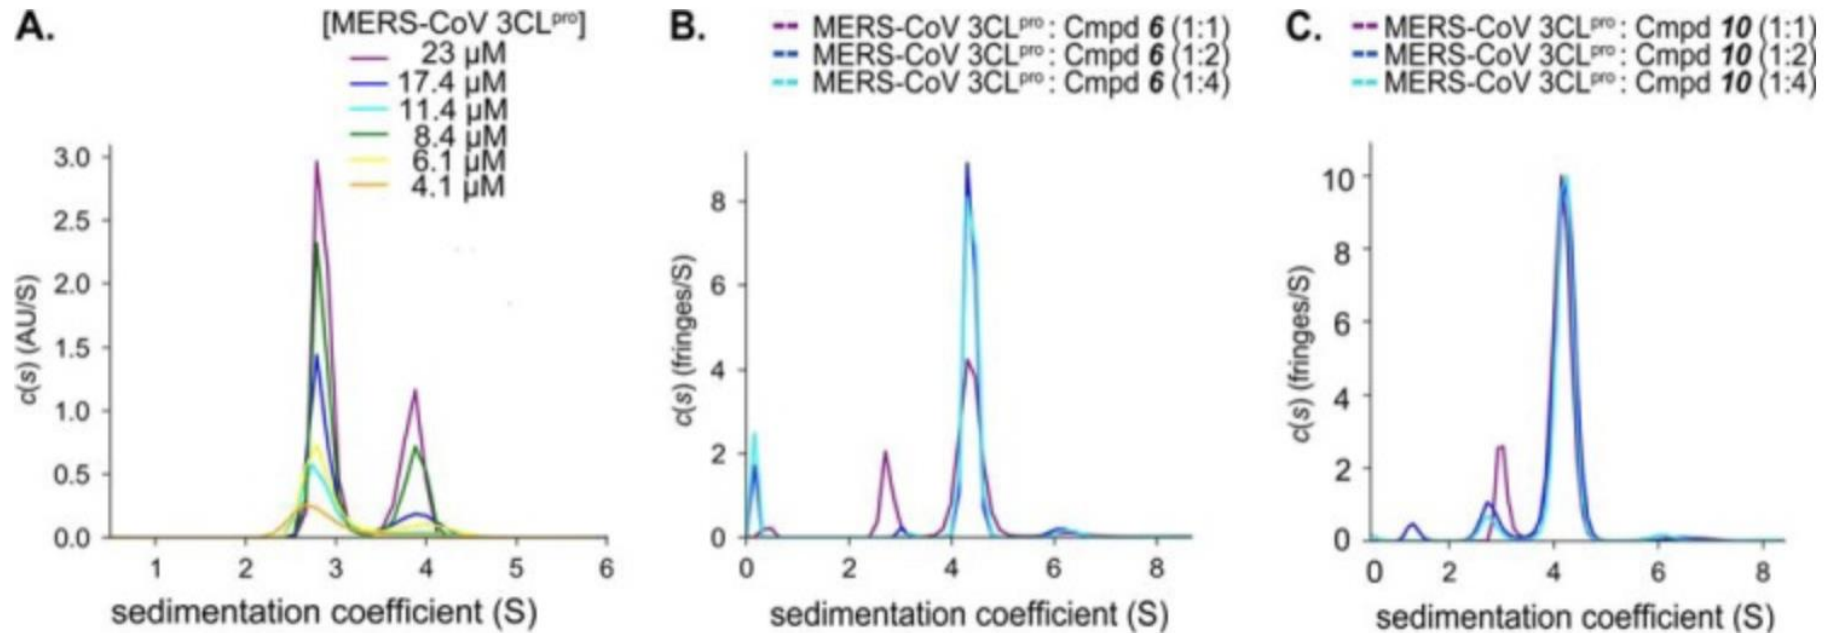 A.
[MERS-CoV 3CLpro]
23 µM
17.4 µM
11.4 µM
8.4 µM
6.1 µM
4.1 µM
3.0
2.5
2.0
1.5
1.0
0.5
0.0
c(s) (AU/S)
1 2 3 4 5 6
sedimentation coefficient (S)
B.
MERS-CoV 3CLpro : Cmpd 6 (1:1)
MERS-CoV 3CLpro : Cmpd 6 (1:2)
MERS-CoV 3CLpro : Cmpd 6 (1:4)
8
6
4
2
0
c(s) (fringes/S)
0 2 4 6 8
sedimentation coefficient (S)
C.
MERS-CoV 3CLpro : Cmpd 10 (1:1)
MERS-CoV 3CLpro : Cmpd 10 (1:2)
MERS-CoV 3CLpro : Cmpd 10 (1:4)
10
8
6
4
2
0
c(s) (fringes/S)
0 2 4 6 8
sedimentation coefficient (S)